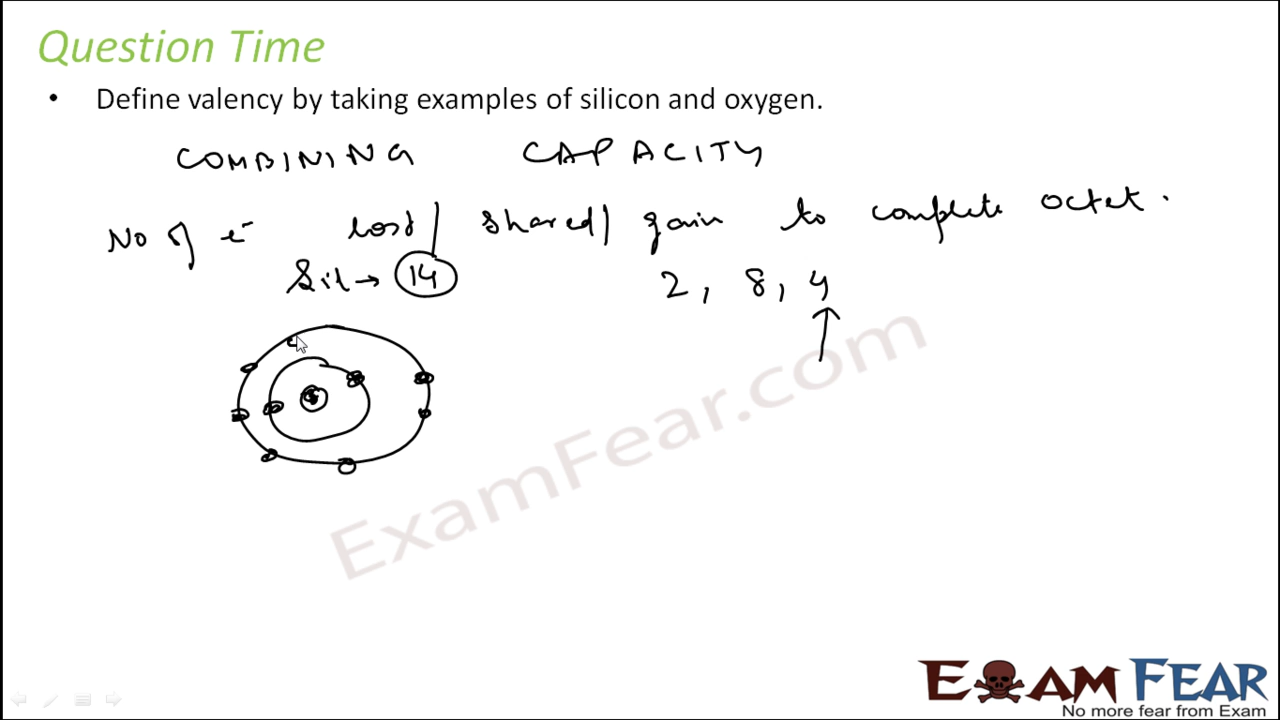 Question Time
• Define valency by taking examples of silicon and oxygen.
COMBINING CAPACITY
No of e- lost/ shared/ gain to complete octet.
Sil → 14 2, 8, 4
ExamFear.com
EXAM FEAR
No more fear from Exam